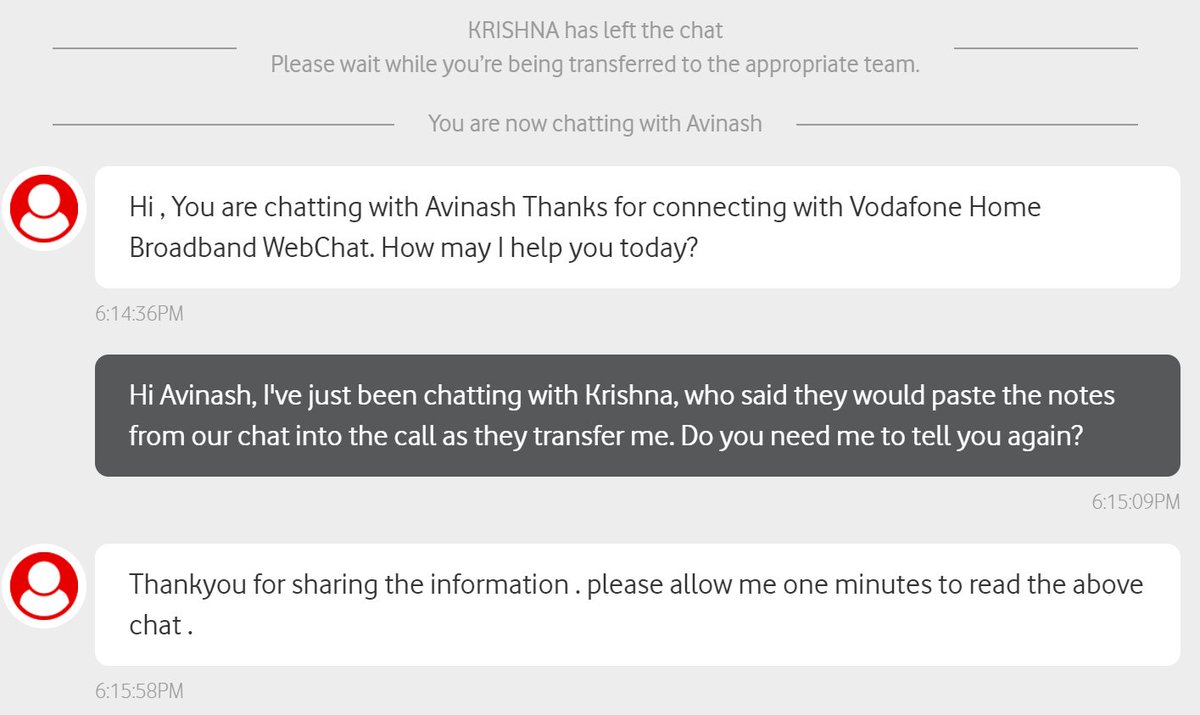 KRISHNA has left the chat
Please wait while you’re being transferred to the appropriate team.
You are now chatting with Avinash
Hi , You are chatting with Avinash Thanks for connecting with Vodafone Home
Broadband WebChat. How may I help you today?
6:14:36PM
Hi Avinash, I've just been chatting with Krishna, who said they would paste the notes
from our chat into the call as they transfer me. Do you need me to tell you again?
6:15:09PM
Thankyou for sharing the information . please allow me one minutes to read the above
chat .
6:15:58PM